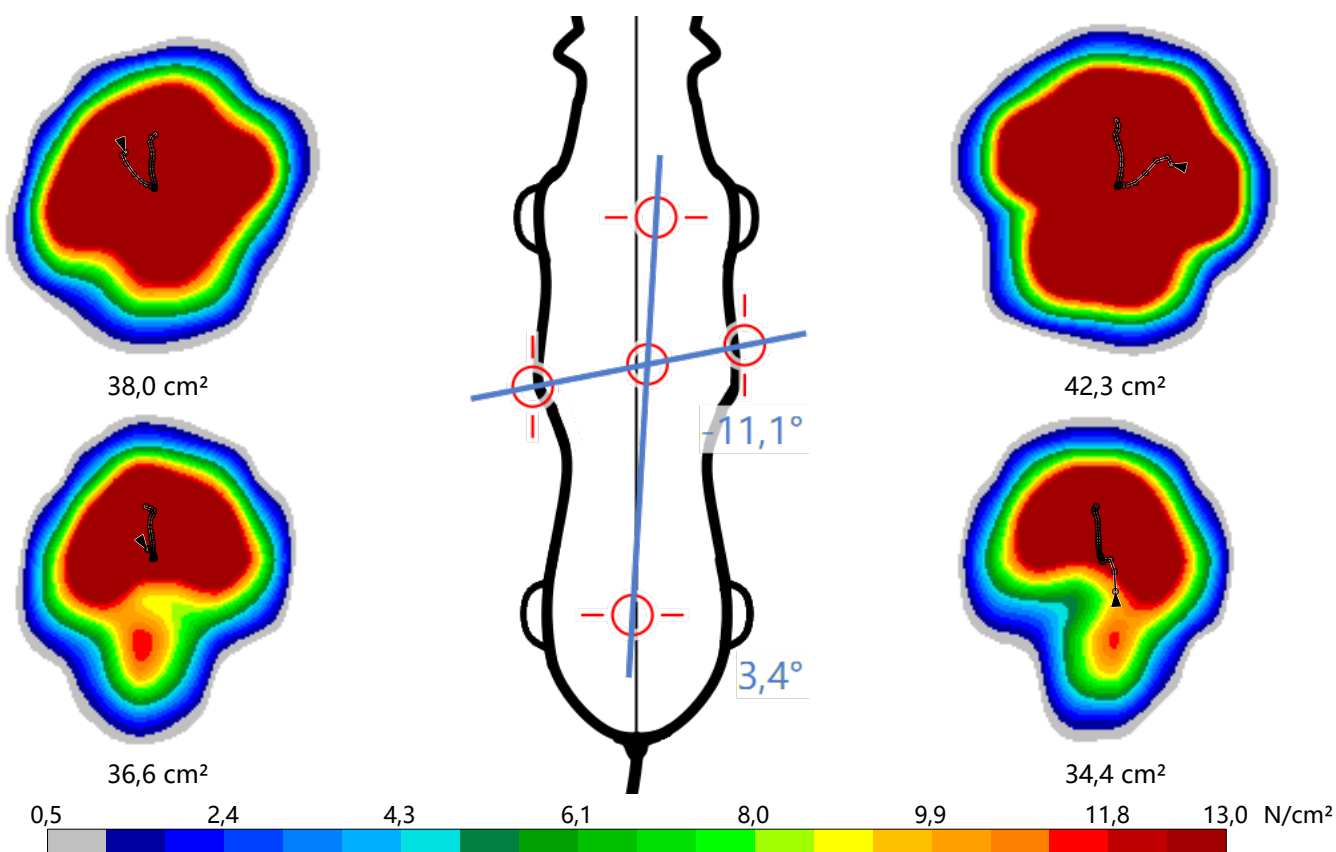 38,0 cm²
42,3 cm²
-11,1°
3,4°
36,6 cm²
34,4 cm²
0,5 2,4 4,3 6,1 8,0 9,9 11,8 13,0 N/cm²